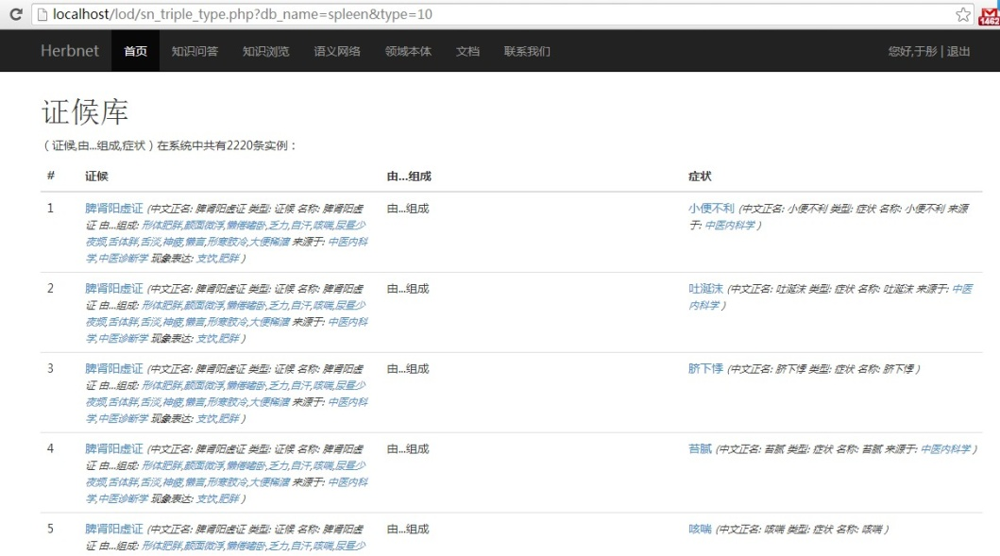 localhost/lod/sn_triple_type.php?db_name=spleen&type=10
1462
Herbnet 首页 知识问答 知识浏览 语义网络 领域本体 文档 联系我们 您好,于彤 | 退出
证候库
(证候,由...组成,症状) 在系统中共有2220条实例:
# 证候 由...组成 症状
1 脾肾阳虚证 (中文正名: 脾肾阳虚证 类型: 证候 名称: 脾肾阳虚 由...组成 小便不利 (中文正名: 小便不利 类型: 症状 名称: 小便不利 来源
证 由...组成: 形体肥胖,颜面微浮,懒倦嗜卧,乏力,自汗,咳喘,尿昼少 于: 中医内科学 )
夜频,舌体胖,舌淡,神疲,懒言,形寒肢冷,大便稀溏 来源于: 中医内科
学,中医诊断学 现象表达: 支饮,肥胖 )
2 脾肾阳虚证 (中文正名: 脾肾阳虚证 类型: 证候 名称: 脾肾阳虚 由...组成 吐涎沫 (中文正名: 吐涎沫 类型: 症状 名称: 吐涎沫 来源于: 中医
证 由...组成: 形体肥胖,颜面微浮,懒倦嗜卧,乏力,自汗,咳喘,尿昼少 内科学 )
夜频,舌体胖,舌淡,神疲,懒言,形寒肢冷,大便稀溏 来源于: 中医内科
学,中医诊断学 现象表达: 支饮,肥胖 )
3 脾肾阳虚证 (中文正名: 脾肾阳虚证 类型: 证候 名称: 脾肾阳虚 由...组成 脐下悸 (中文正名: 脐下悸 类型: 症状 名称: 脐下悸 )
证 由...组成: 形体肥胖,颜面微浮,懒倦嗜卧,乏力,自汗,咳喘,尿昼少
夜频,舌体胖,舌淡,神疲,懒言,形寒肢冷,大便稀溏 来源于: 中医内科
学,中医诊断学 现象表达: 支饮,肥胖 )
4 脾肾阳虚证 (中文正名: 脾肾阳虚证 类型: 证候 名称: 脾肾阳虚 由...组成 苔腻 (中文正名: 苔腻 类型: 症状 名称: 苔腻 来源于: 中医内科学 )
证 由...组成: 形体肥胖,颜面微浮,懒倦嗜卧,乏力,自汗,咳喘,尿昼少
夜频,舌体胖,舌淡,神疲,懒言,形寒肢冷,大便稀溏 来源于: 中医内科
学,中医诊断学 现象表达: 支饮,肥胖 )
5 脾肾阳虚证 (中文正名: 脾肾阳虚证 类型: 证候 名称: 脾肾阳虚 由...组成 咳喘 (中文正名: 咳喘 类型: 症状 名称: 咳喘 )
证 由...组成: 形体肥胖,颜面微浮,懒倦嗜卧,乏力,自汗,咳喘,尿昼少